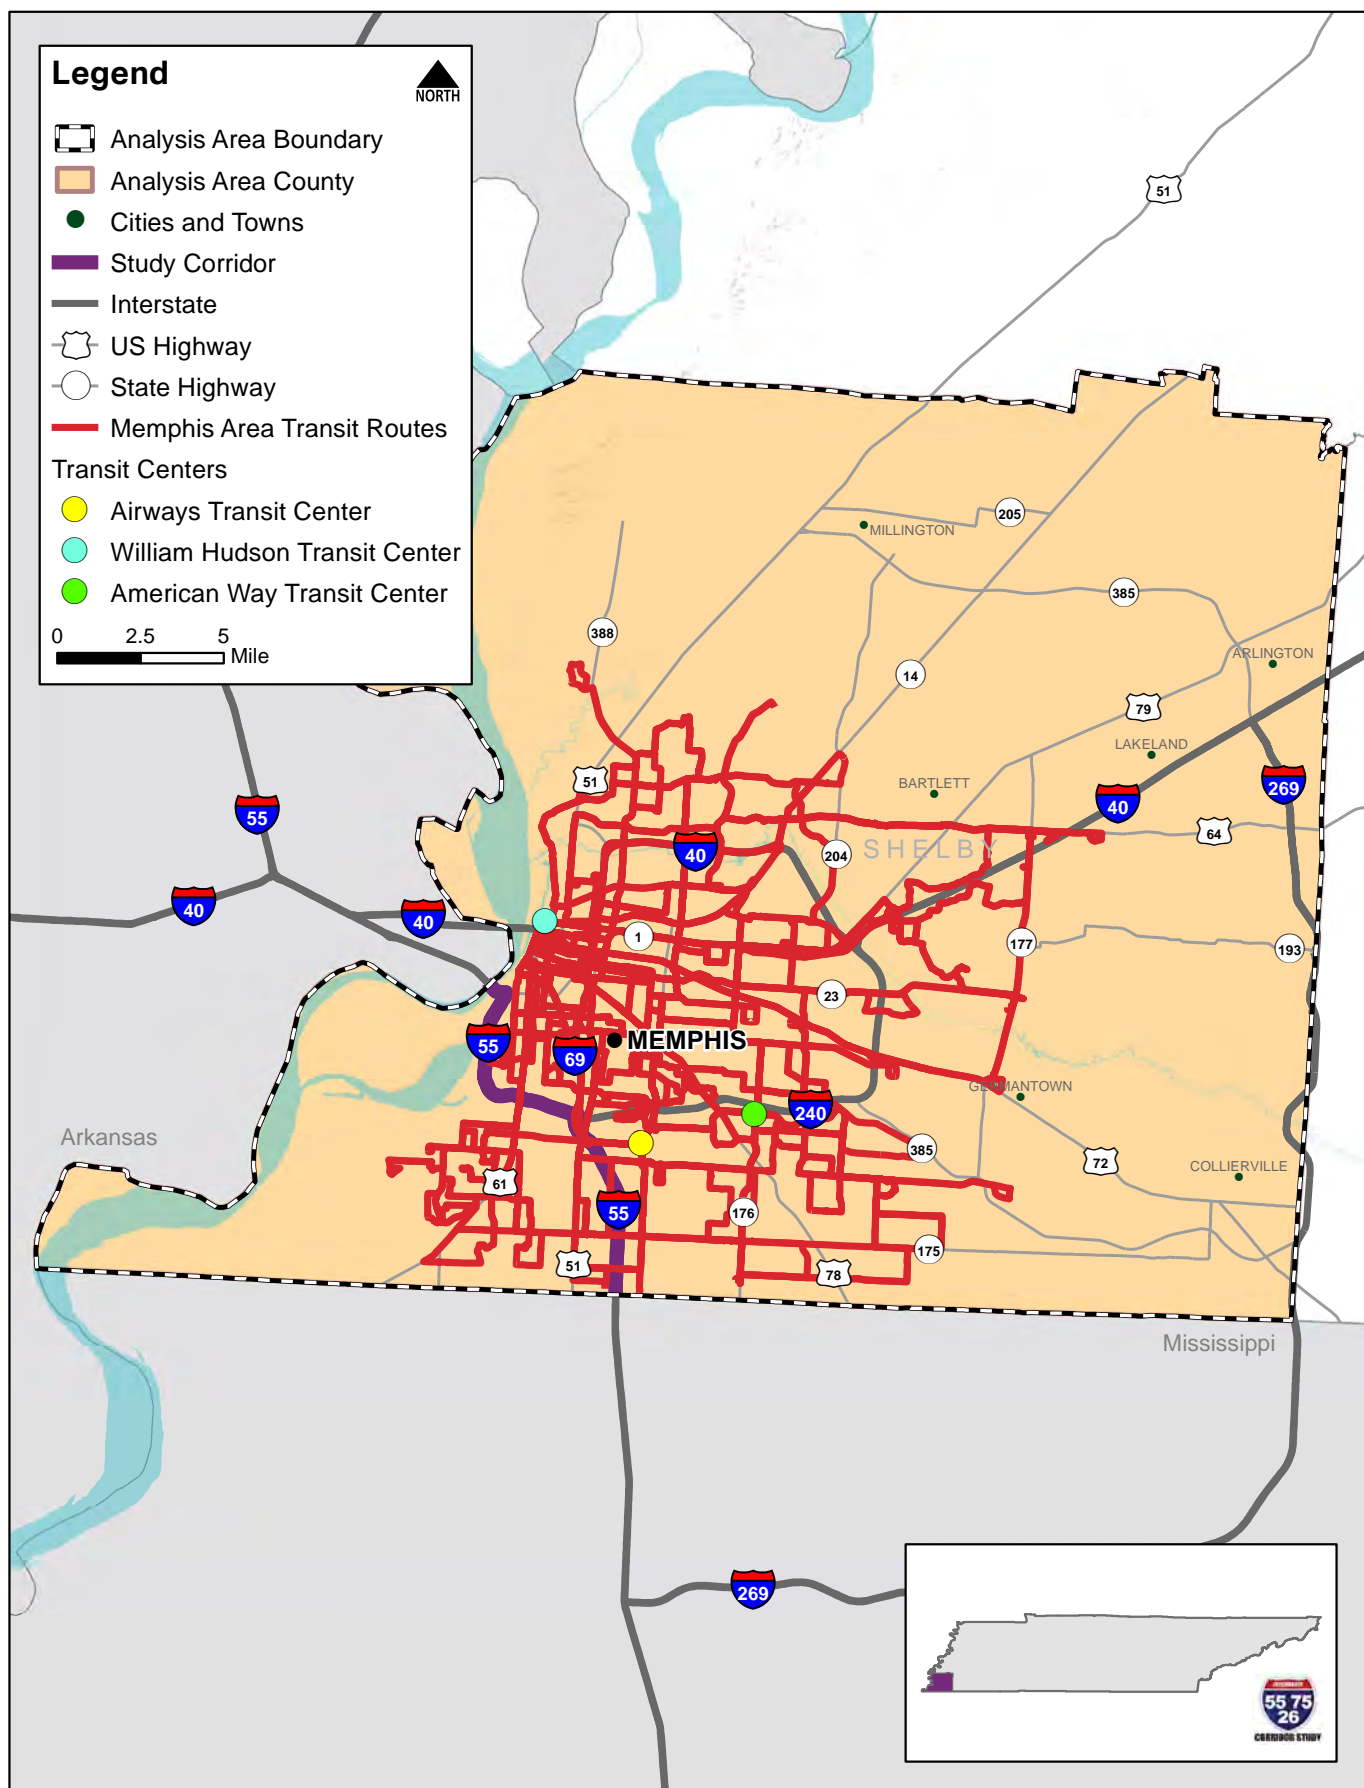 Legend
NORTH
Analysis Area Boundary
Analysis Area County
Cities and Towns
Study Corridor
Interstate
US Highway
State Highway
Memphis Area Transit Routes
Transit Centers
Airways Transit Center
William Hudson Transit Center
American Way Transit Center
0 2.5 5
Mile
51
205
MILLINGTON
385
388
ARLINGTON
14
79
LAKELAND
51
BARTLETT
269
40
55
64
SHELBY
204
40
40
40
1
177
193
23
55
69
MEMPHIS
GERMANTOWN
240
Arkansas
385
72
COLLIERVILLE
61
55
176
175
51
78
Mississippi
269
55 75
26
CORRIDOR STUDY